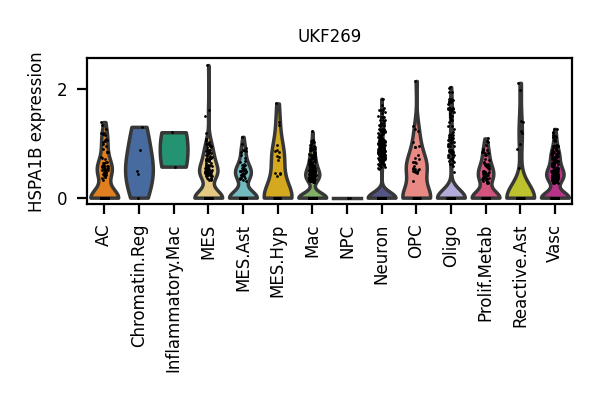 UKF269
HSPA1B expression
2
0
AC
Chromatin.Reg
Inflammatory.Mac
MES
MES.Ast
MES.Hyp
Mac
NPC
Neuron
OPC
Oligo
Prolif.Metab
Reactive.Ast
Vasc